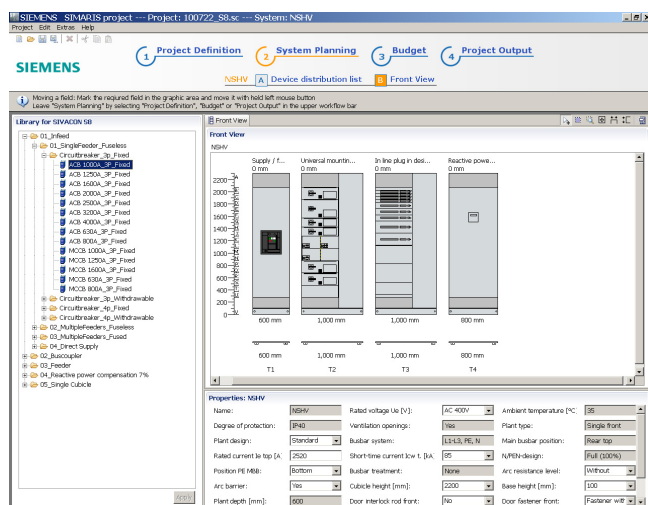 SIEMENS SIMARIS project --- Project: 100722_S8.sc --- System: NSHV
Project Edit Extras Help
SIEMENS
1 Project Definition 2 System Planning 3 Budget 4 Project Output
NSHV A Device distribution list B Front View
Moving a field: Mark the required field in the graphic area and move it with held left mouse button
Leave "System Planning" by selecting "Project Definition", "Budget" or "Project Output" in the upper workflow bar
Library for SIVACON S8
01_Infeed
01_SingleFeeder_Fuseless
Circuitbreaker_3p_Fixed
ACB 1000A_3P_Fixed
ACB 1250A_3P_Fixed
ACB 1600A_3P_Fixed
ACB 2000A_3P_Fixed
ACB 2500A_3P_Fixed
ACB 3200A_3P_Fixed
ACB 4000A_3P_Fixed
ACB 630A_3P_Fixed
ACB 800A_3P_Fixed
MCCB 1000A_3P_Fixed
MCCB 1250A_3P_Fixed
MCCB 1600A_3P_Fixed
MCCB 630A_3P_Fixed
MCCB 800A_3P_Fixed
Circuitbreaker_3p_Withdrawable
Circuitbreaker_4p_Fixed
Circuitbreaker_4p_Withdrawable
02_MultipleFeeders_Fuseless
03_MultipleFeeders_Fused
04_Direct Supply
02_Buscoupler
03_Feeder
04_Reactive power compensation 7%
05_Single Cubicle
Apply
Front View
Front View
NSHV
Supply / f... Universal mountin... In line plug in desi... Reactive powe...
0 mm 0 mm 0 mm 0 mm
2200
2000
1800
1600
1400
1200
1000
800
600
400
200
0
600 mm 1,000 mm 1,000 mm 800 mm
600 mm 1,000 mm 1,000 mm 800 mm
T1 T2 T3 T4
Properties: NSHV
Name: NSHV Rated voltage Ue [V]: AC 400V Ambient temperature [°C] 35
Degree of protection: IP40 Ventilation openings: Yes Plant type: Single front
Plant design: Standard Busbar system: L1-L3, PE, N Main busbar position: Rear top
Rated current Ie top [A] 2520 Short-time current Icw t. [kA] 85 N/PEN-design: Full (100%)
Position PE MBB: Bottom Busbar treatment: None Arc resistance level: Without
Arc barrier: Yes Cubicle height [mm]: 2200 Base height [mm]: 100
Plant depth [mm]: 600 Door interlock rod front: No Door fastener front: Fastener with